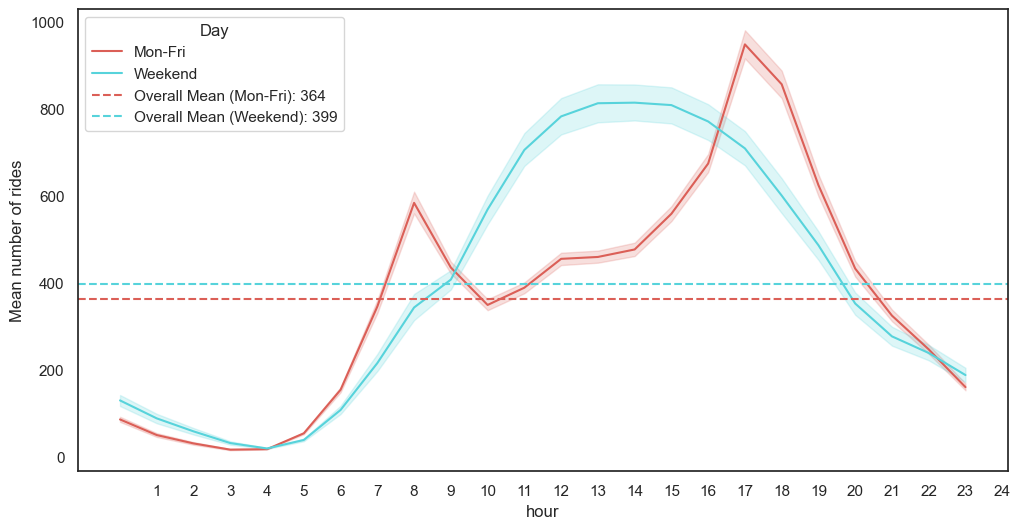 Day
Mon-Fri
Weekend
Overall Mean (Mon-Fri): 364
Overall Mean (Weekend): 399
Mean number of rides
1000
800
600
400
200
0
1 2 3 4 5 6 7 8 9 10 11 12 13 14 15 16 17 18 19 20 21 22 23 24
hour